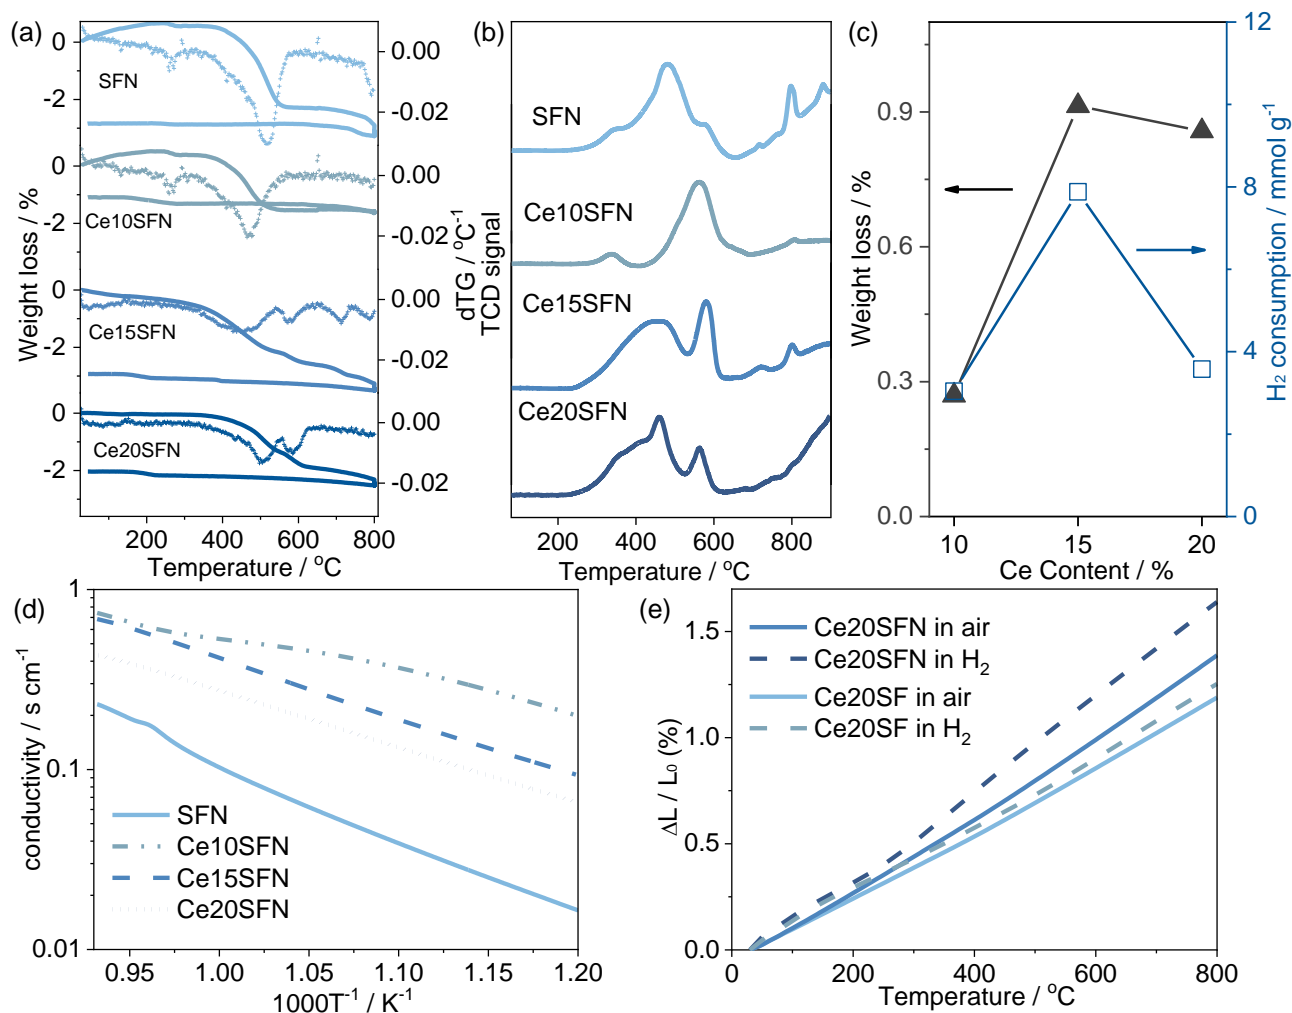 (a)
0
-2
0
-2
0
-2
0
-2
Weight loss / %
SFN
Ce10SFN
Ce15SFN
Ce20SFN
0.00
-0.02
0.00
-0.02
0.00
-0.02
0.00
-0.02
dTG / °C⁻¹
200
400
600
800
Temperature / °C
(b)
TCD signal
SFN
Ce10SFN
Ce15SFN
Ce20SFN
200
400
600
800
Temperature / °C
(c)
0.9
0.6
0.3
0.0
Weight loss / %
12
8
4
0
H₂ consumption / mmol g⁻¹
10
15
20
Ce Content / %
(d)
1
0.1
0.01
conductivity / s cm⁻¹
SFN
Ce10SFN
Ce15SFN
Ce20SFN
0.95
1.00
1.05
1.10
1.15
1.20
1000T⁻¹ / K⁻¹
(e)
1.5
1.0
0.5
0.0
ΔL / L₀ (%)
Ce20SFN in air
Ce20SFN in H₂
Ce20SF in air
Ce20SF in H₂
0
200
400
600
800
Temperature / °C